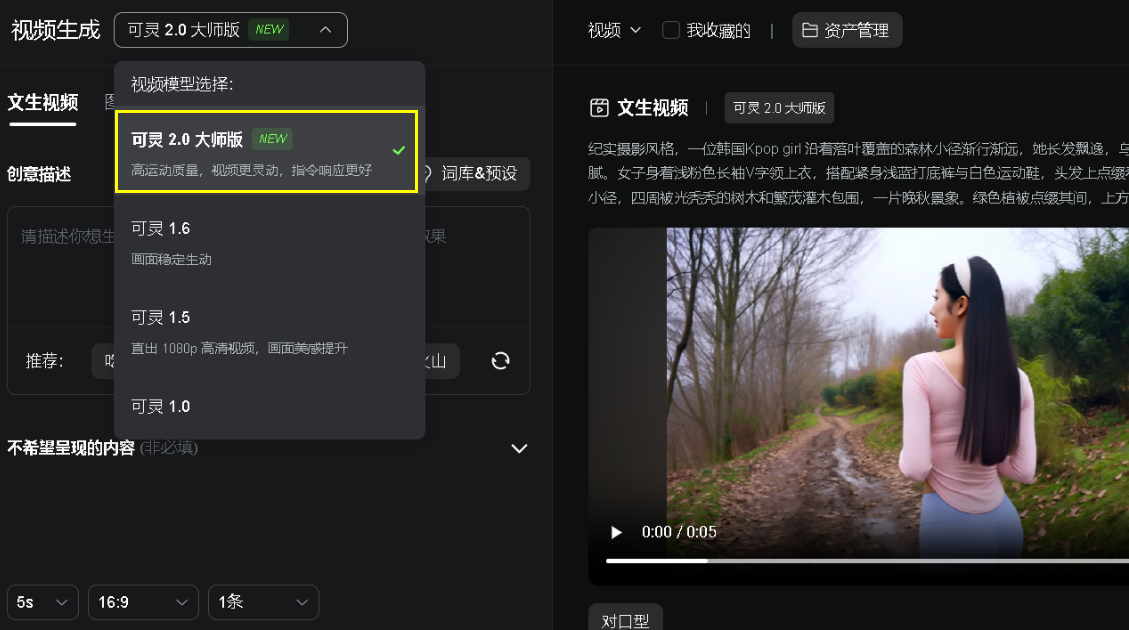 视频生成
可灵 2.0 大师版 NEW
视频模型选择:
可灵 2.0 大师版 NEW
高运动质量，视频更灵动，指令响应更好
可灵 1.6
画面稳定生动
可灵 1.5
直出 1080p 高清视频，画面美感提升
可灵 1.0
文生视频
创意描述
词库&预设
请描述你想生
效果
推荐:
火山
不希望呈现的内容 (非必填)
5s
16:9
1条
视频
我收藏的
资产管理
文生视频
可灵 2.0 大师版
纪实摄影风格，一位韩国Kpop girl 沿着落叶覆盖的森林小径渐行渐远，她长发飘逸，乌
腻。女子身着浅粉色长袖V字领上衣，搭配紧身浅蓝打底裤与白色运动鞋，头发上点缀
小径，四周被光秃秃的树木和繁茂灌木包围，一片晚秋景象。绿色植被点缀其间，上方
0:00 / 0:05
对口型